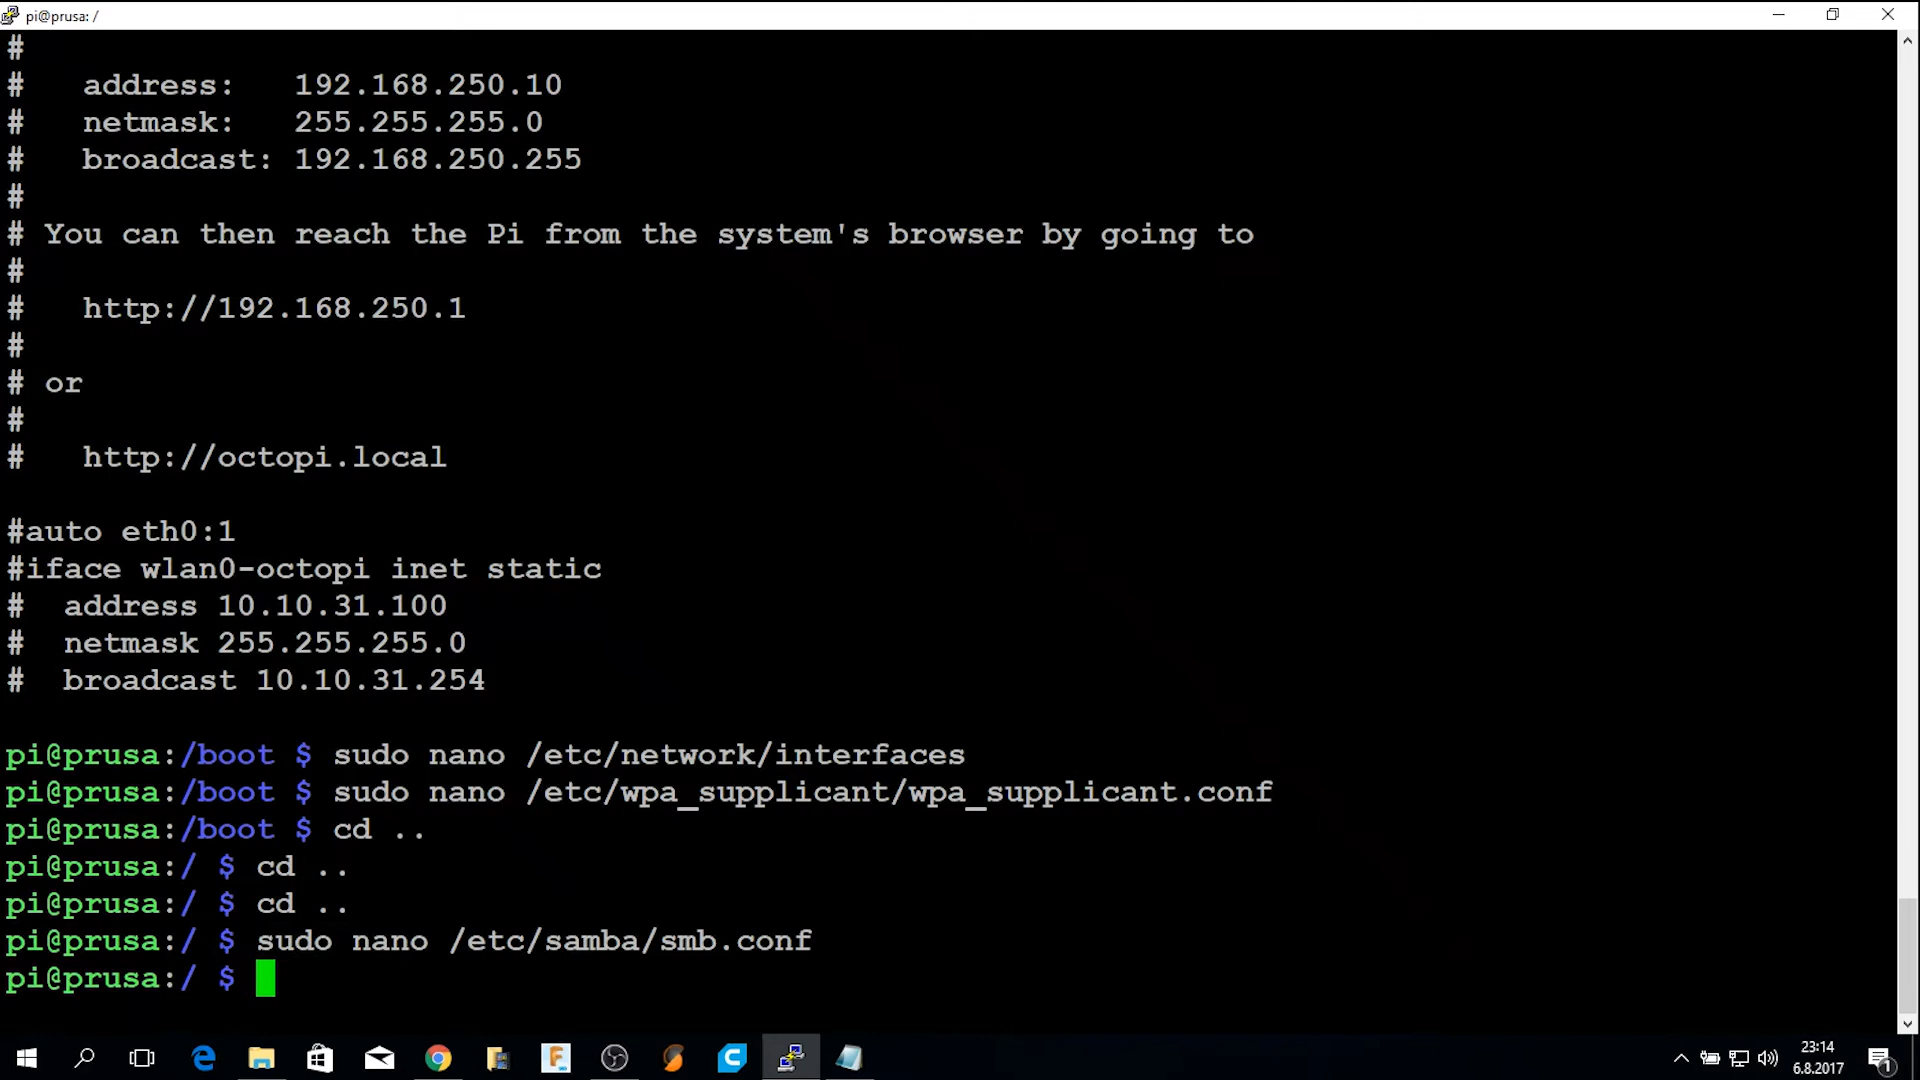 pi@prusa: /
#
#   address:   192.168.250.10
#   netmask:   255.255.255.0
#   broadcast: 192.168.250.255
#
# You can then reach the Pi from the system's browser by going to
#
#   http://192.168.250.1
#
# or
#
#   http://octopi.local
#auto eth0:1
#iface wlan0-octopi inet static
#  address 10.10.31.100
#  netmask 255.255.255.0
#  broadcast 10.10.31.254
pi@prusa:/boot $ sudo nano /etc/network/interfaces
pi@prusa:/boot $ sudo nano /etc/wpa_supplicant/wpa_supplicant.conf
pi@prusa:/boot $ cd ..
pi@prusa:/ $ cd ..
pi@prusa:/ $ cd ..
pi@prusa:/ $ sudo nano /etc/samba/smb.conf
pi@prusa:/ $
23:14
6.8.2017
1